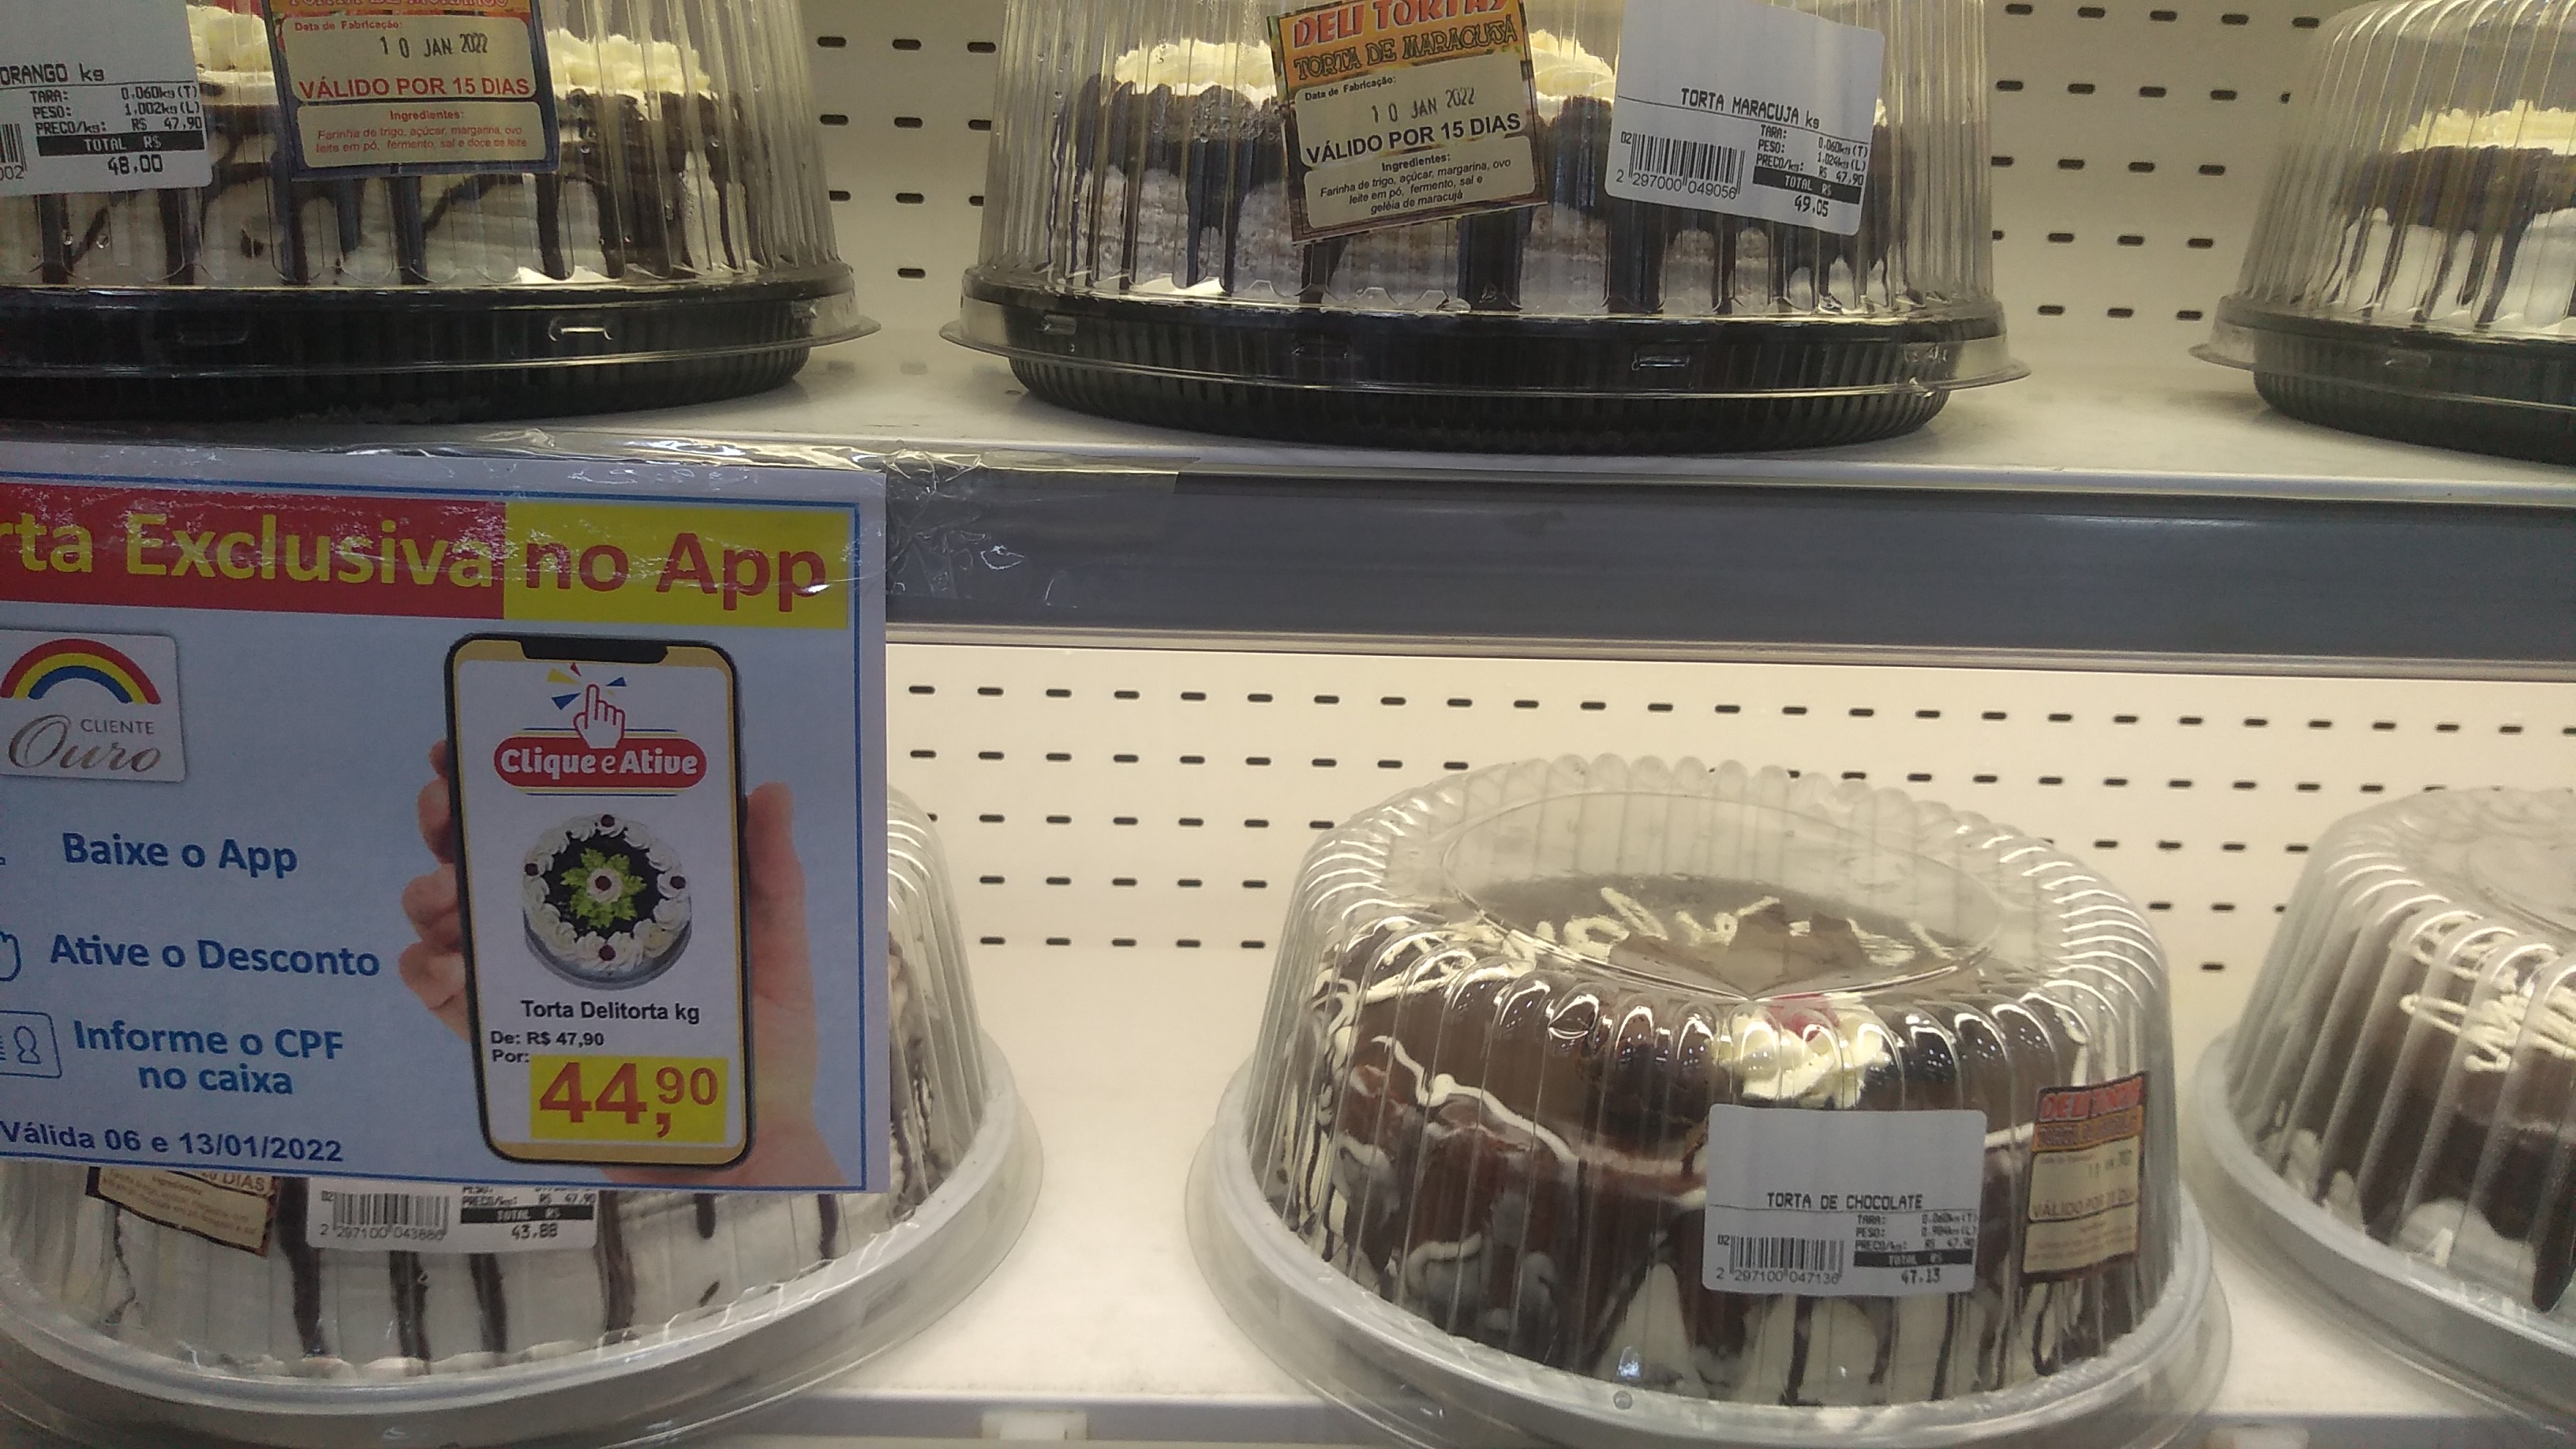 ORANGO kg
TARA: 0,060kg(T)
PESO: 1,002kg(L)
PRECO/kg: R$ 47,90
TOTAL R$
48,00
002
TORTA DE MORANGO
Data de Fabricação:
10 JAN 2022
VÁLIDO POR 15 DIAS
Ingredientes:
Farinha de trigo, açúcar, margarina, ovo
leite em pó, fermento, sal e doce de leite
DELI TORTAS
TORTA DE MARACUJÁ
Data de Fabricação:
10 JAN 2022
VÁLIDO POR 15 DIAS
Ingredientes:
Farinha de trigo, açúcar, margarina, ovo
leite em pó, fermento, sal e
geléia de maracujá
TORTA MARACUJA kg
TARA: 0,060kg(T)
PESO: 1,024kg(L)
PRECO/kg: R$ 47,90
TOTAL R$
49,05
02
2 297000 049056
rta Exclusiva no App
CLIENTE
Ouro
Baixe o App
Ative o Desconto
Informe o CPF
no caixa
Válida 06 e 13/01/2022
Clique e Ative
Torta Delitorta kg
De: R$ 47,90
Por:
44,90
DIAS
Ingredientes:
02
2 297100 043886
PESO:
PRECO/kg: R$ 47,90
TOTAL R$
43,88
TORTA DE CHOCOLATE
TARA: 0,060kg(T)
PESO: 0,984kg(L)
PRECO/kg: R$ 47,90
TOTAL R$
47,13
02
2 297100 047136
DELI TORTAS
VÁLIDO POR